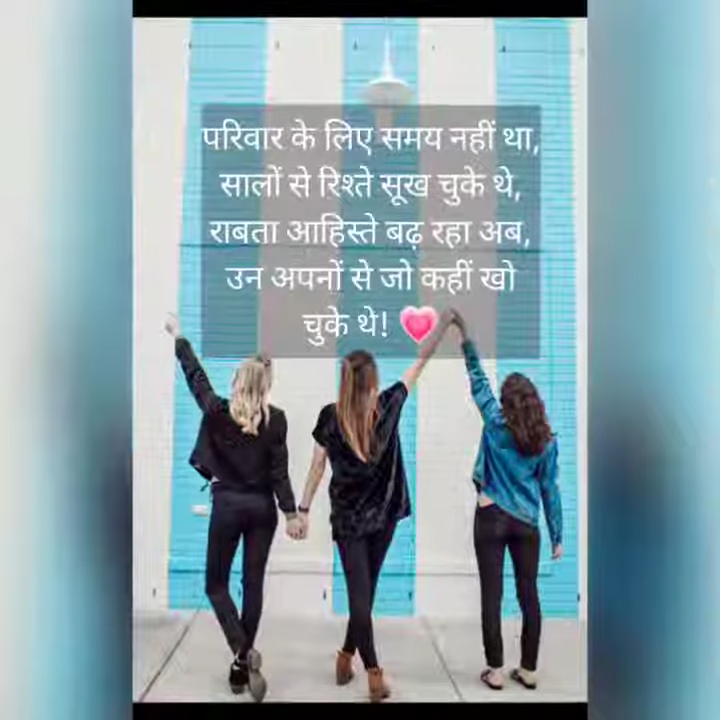 परिवार के लिए समय नहीं था,
सालों से रिश्ते सूख चुके थे,
राबता आहिस्ते बढ़ रहा अब,
उन अपनों से जो कहीं खो
चुके थे! 💗